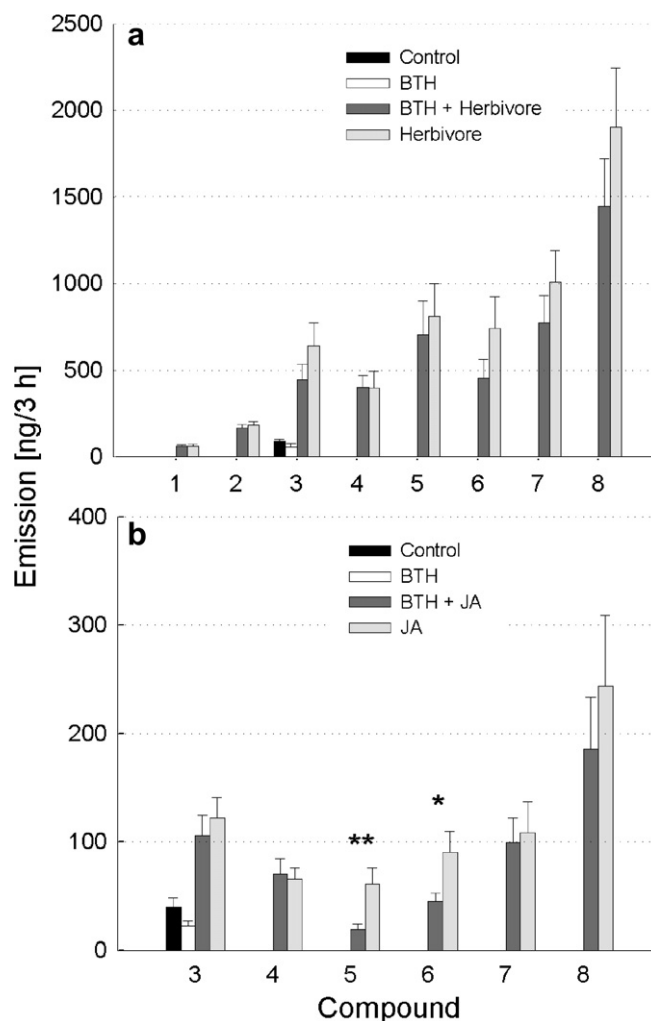 a
Control
BTH
BTH + Herbivore
Herbivore
2500
2000
1500
1000
500
0
1 2 3 4 5 6 7 8
Emission [ng/3 h]
b
Control
BTH
BTH + JA
JA
400
300
200
100
0
** *
3 4 5 6 7 8
Compound